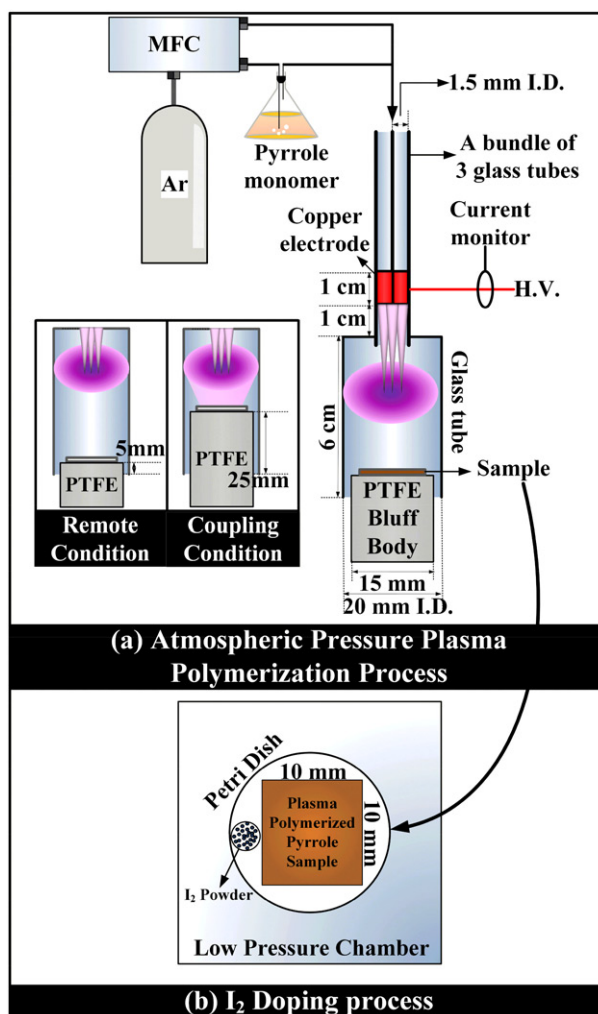 MFC
1.5 mm I.D.
Pyrrole
monomer
A bundle of
3 glass tubes
Ar
Copper
electrode
Current
monitor
1 cm
H.V.
1 cm
Glass tube
6 cm
5mm
PTFE
PTFE
25mm
Sample
PTFE
Bluff
Body
Remote
Condition
Coupling
Condition
15 mm
20 mm I.D.
(a) Atmospheric Pressure Plasma
Polymerization Process
Petri Dish
10 mm
10 mm
Plasma
Polymerized
Pyrrole
Sample
I₂ Powder
Low Pressure Chamber
(b) I₂ Doping process